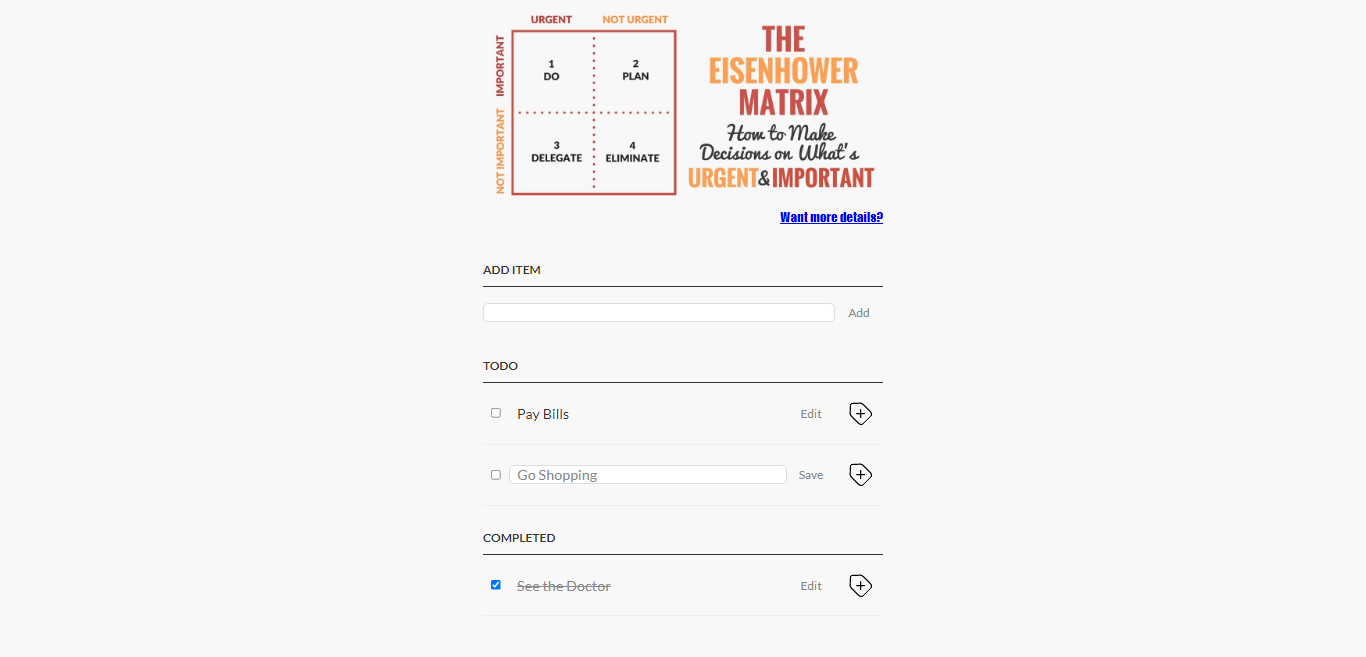 URGENT NOT URGENT
IMPORTANT
NOT IMPORTANT
1
DO
2
PLAN
3
DELEGATE
4
ELIMINATE
THE
EISENHOWER
MATRIX
How to Make
Decisions on What's
URGENT&IMPORTANT
Want more details?
ADD ITEM
Add
TODO
Pay Bills Edit
Go Shopping Save
COMPLETED
See the Doctor Edit